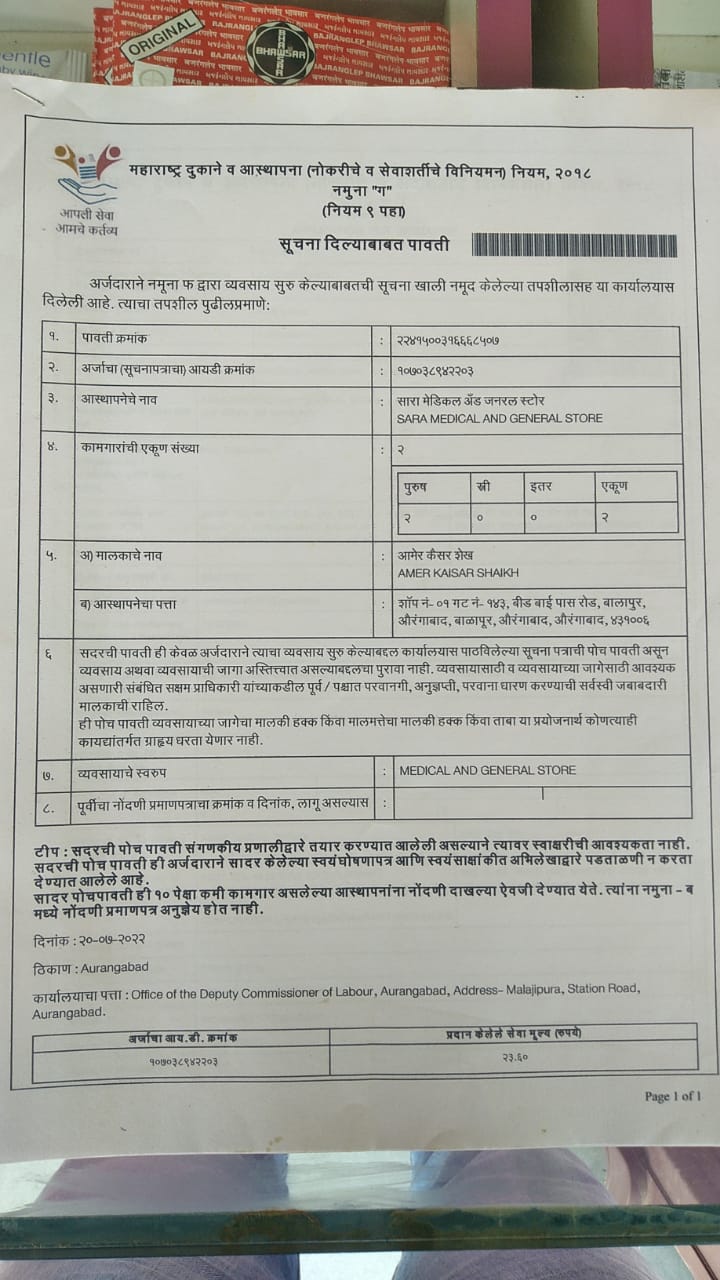 entle
by Wi
ORIGINAL
BHAWSAR
बजरंगलेप भावसार
BAJRANGLEP BHAWSAR
महाराष्ट्र दुकाने व आस्थापना (नोकरीचे व सेवाशर्तीचे विनियमन) नियम, २०१८
नमुना "ग"
(नियम ९ पहा)
आपली सेवा
आमचे कर्तव्य
सूचना दिल्याबाबत पावती
अर्जदाराने नमूना फ द्वारा व्यवसाय सुरु केल्याबाबतची सूचना खाली नमूद केलेल्या तपशीलासह या कार्यालयास
दिलेली आहे. त्याचा तपशील पुढीलप्रमाणे:
१. पावती क्रमांक : २२४१५००३१६६६८५०७
२. अर्जाचा (सूचनापत्राचा) आयडी क्रमांक : १०७०३८९४२२०३
३. आस्थापनेचे नाव : सारा मेडिकल अँड जनरल स्टोर
SARA MEDICAL AND GENERAL STORE
४. कामगारांची एकूण संख्या : २
पुरुष स्त्री इतर एकूण
२ ० ० २
५. अ) मालकाचे नाव : आमेर कैसर शेख
AMER KAISAR SHAIKH
ब) आस्थापनेचा पत्ता : शॉप नं- ०१ गट नं- १४३, बीड बाई पास रोड, बालापुर,
औरंगाबाद, बाळापूर, औरंगाबाद, औरंगाबाद, ४३१००६
६ सदरची पावती ही केवळ अर्जदाराने त्याचा व्यवसाय सुरु केल्याबद्दल कार्यालयास पाठविलेल्या सूचना पत्राची पोच पावती असून
व्यवसाय अथवा व्यवसायाची जागा अस्तित्त्वात असल्याबद्दलचा पुरावा नाही. व्यवसायासाठी व व्यवसायाच्या जागेसाठी आवश्यक
असणारी संबंधित सक्षम प्राधिकारी यांच्याकडील पूर्व / पश्चात परवानगी, अनुज्ञप्ती, परवाना धारण करण्याची सर्वस्वी जबाबदारी
मालकाची राहिल.
ही पोच पावती व्यवसायाच्या जागेचा मालकी हक्क किंवा मालमत्तेचा मालकी हक्क किंवा ताबा या प्रयोजनार्थ कोणत्याही
कायद्यांतर्गत ग्राहृय धरता येणार नाही.
७. व्यवसायाचे स्वरुप : MEDICAL AND GENERAL STORE
८. पूर्वीचा नोंदणी प्रमाणपत्राचा क्रमांक व दिनांक, लागू असल्यास :
टीप : सदरची पोच पावती संगणकीय प्रणालीद्वारे तयार करण्यात आलेली असल्याने त्यावर स्वाक्षरीची आवश्यकता नाही.
सदरची पोच पावती ही अर्जदाराने सादर केलेल्या स्वयंघोषणापत्र आणि स्वयंसाक्षांकीत अभिलेखाद्वारे पडताळणी न करता
देण्यात आलेले आहे.
सादर पोचपावती ही १० पेक्षा कमी कामगार असलेल्या आस्थापनांना नोंदणी दाखल्या ऐवजी देण्यात येते. त्यांना नमुना – ब
मध्ये नोंदणी प्रमाणपत्र अनुज्ञेय होत नाही.
दिनांक : २०-०७-२०२२
ठिकाण : Aurangabad
कार्यालयाचा पत्ता : Office of the Deputy Commissioner of Labour, Aurangabad, Address- Malajipura, Station Road,
Aurangabad.
अर्जाचा आय.डी. क्रमांक प्रदान केलेले सेवा मूल्य (रुपये)
१०७०३८९४२२०३ २३.६०
Page 1 of 1